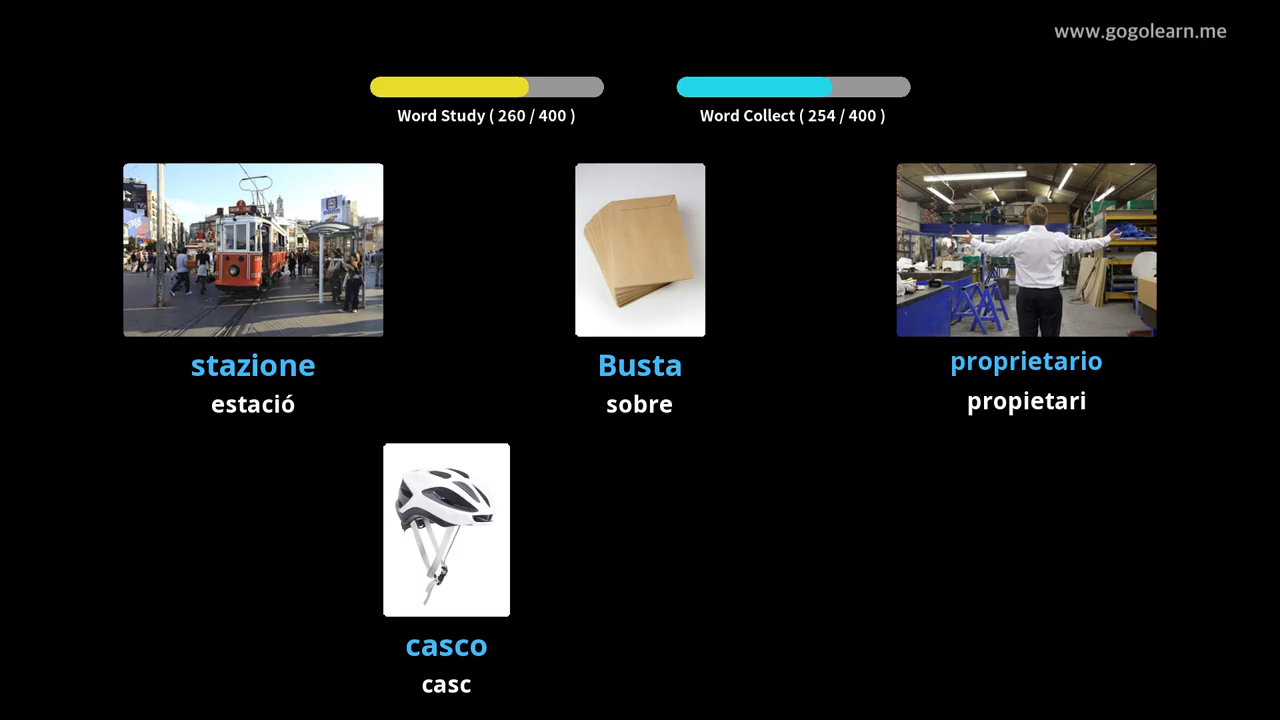 www.gogolearn.me
Word Study ( 260 / 400 )
Word Collect ( 254 / 400 )
stazione
estació
Busta
sobre
proprietario
propietari
casco
casc